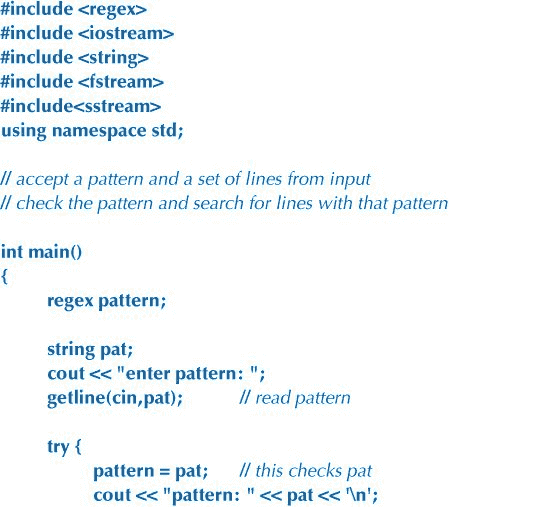 #include <regex>
#include <iostream>
#include <string>
#include <fstream>
#include<sstream>
using namespace std;
// accept a pattern and a set of lines from input
// check the pattern and search for lines with that pattern
int main()
{
regex pattern;
string pat;
cout << "enter pattern: ";
getline(cin,pat); // read pattern
try {
pattern = pat; // this checks pat
cout << "pattern: " << pat << '\n';